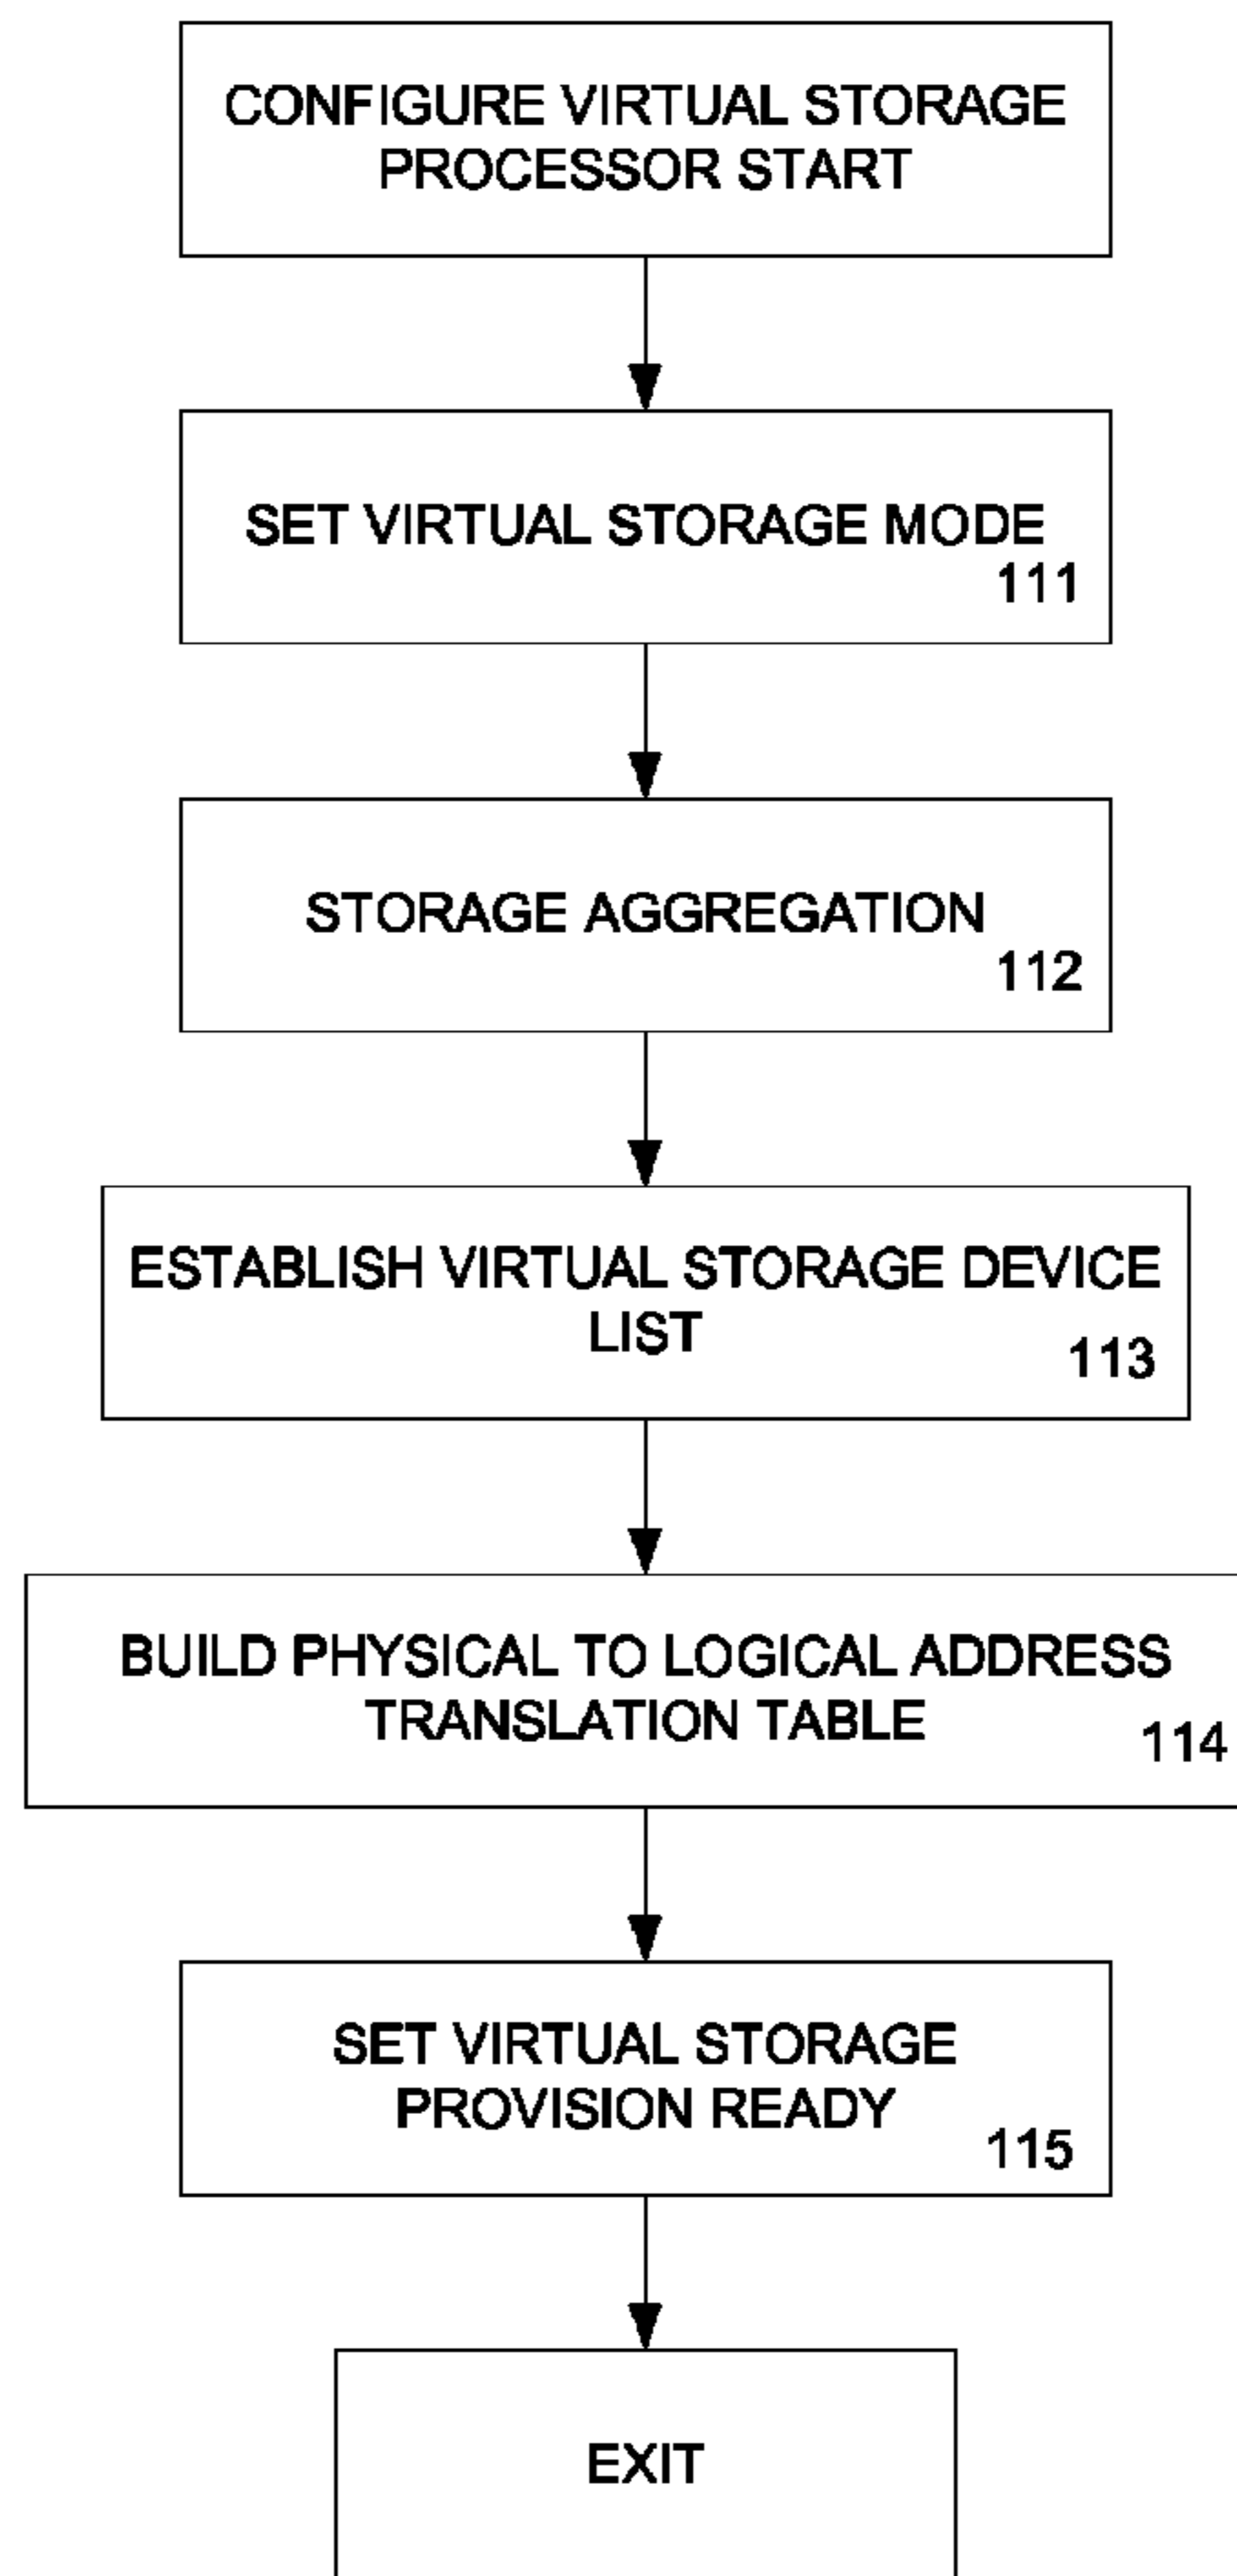 CONFIGURE VIRTUAL STORAGE
PROCESSOR START
SET VIRTUAL STORAGE MODE
111
STORAGE AGGREGATION
112
ESTABLISH VIRTUAL STORAGE DEVICE
LIST
113
BUILD PHYSICAL TO LOGICAL ADDRESS
TRANSLATION TABLE
114
SET VIRTUAL STORAGE
PROVISION READY
115
EXIT